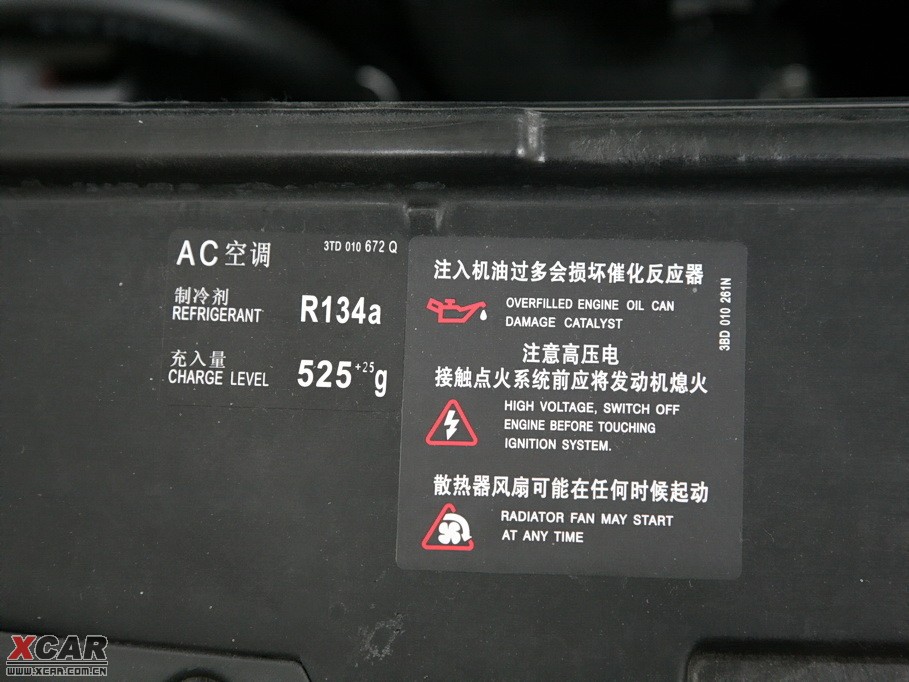 AC空调
3TD 010 672 Q
制冷剂
REFRIGERANT
R134a
充入量
CHARGE LEVEL
525+25g
注入机油过多会损坏催化反应器
OVERFILLED ENGINE OIL CAN
DAMAGE CATALYST
注意高压电
接触点火系统前应将发动机熄火
HIGH VOLTAGE, SWITCH OFF
ENGINE BEFORE TOUCHING
IGNITION SYSTEM.
散热器风扇可能在任何时候起动
RADIATOR FAN MAY START
AT ANY TIME
3BD 010 261N
XCAR
WWW.XCAR.COM.CN